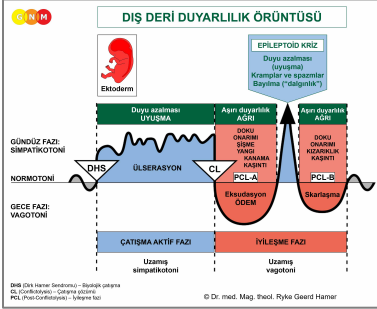 GNM
DIŞ DERİ DUYARLILIK ÖRÜNTÜSÜ
EPİLEPTOİD KRİZ
Duyu azalması
(uyuşma)
Kramplar ve spazmlar
Bayılma ("dalgınlık")
Ektoderm
Duyu azalması
UYUŞMA
Aşırı duyarlılık
AĞRI
Aşırı duyarlılık
AĞRI
GÜNDÜZ FAZI:
SİMPATİKOTONİ
DOKU
ONARIMI
ŞİŞME
YANGI
KANAMA
KAŞINTI
DOKU
ONARIMI
KIZARIKLIK
KAŞINTI
DHS
ÜLSERASYON
CL
PCL-A
PCL-B
NORMOTONİ
Eksudasyon
ÖDEM
Skarlaşma
GECE FAZI:
VAGOTONİ
ÇATIŞMA AKTİF FAZI
İYİLEŞME FAZI
Uzamış
simpatikotoni
Uzamış
vagotoni
DHS (Dirk Hamer Sendromu) – Biyolojik çatışma
CL (Conflictolysis) – Çatışma çözümü
PCL (Post-Conflictolysis) – İyileşme fazı
© Dr. med. Mag. theol. Ryke Geerd Hamer